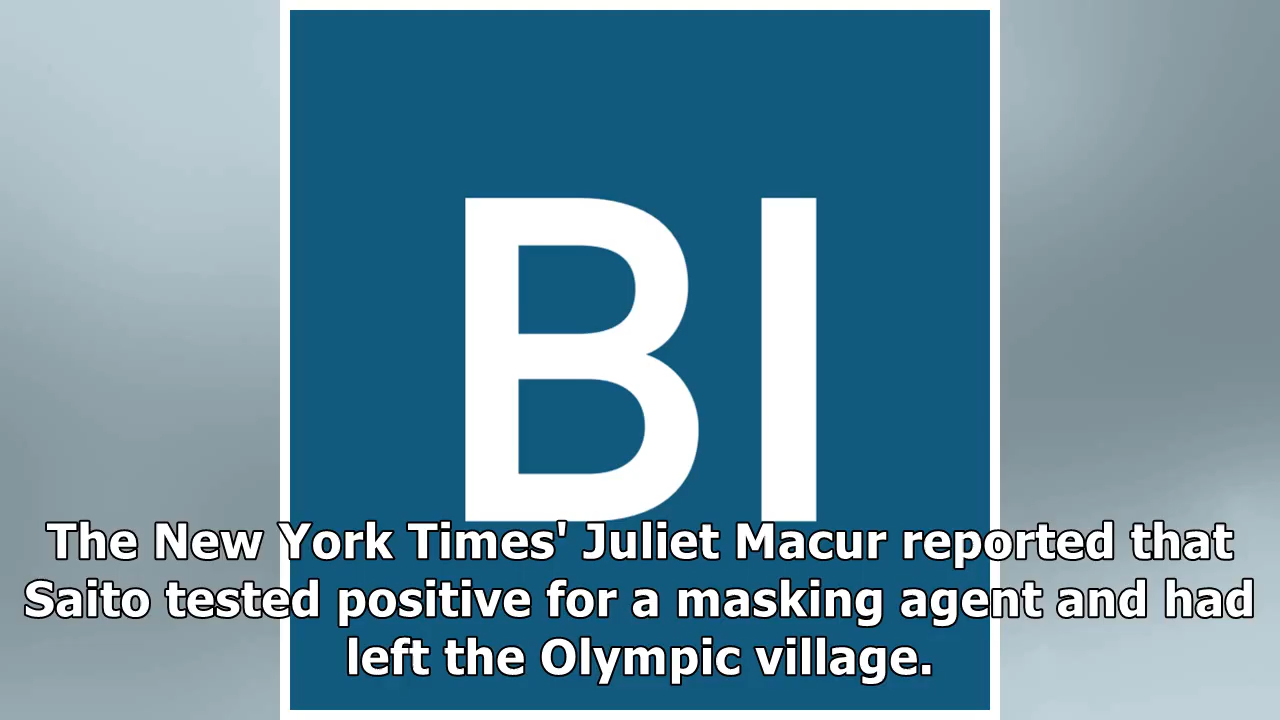 BI
The New York Times' Juliet Macur reported that
Saito tested positive for a masking agent and had
left the Olympic village.